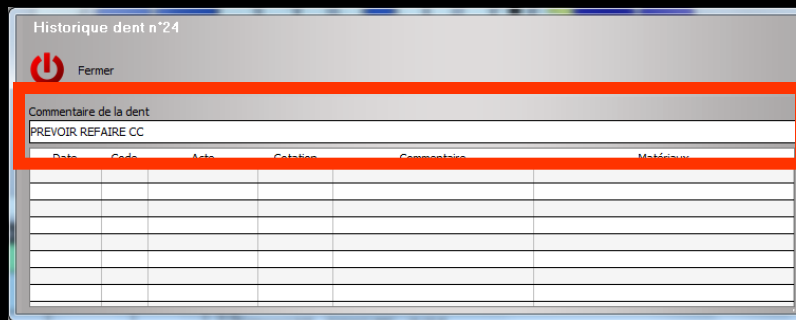 Historique dent n°24
Fermer
Commentaire de la dent
PREVOIR REFAIRE CC
Date Code Acte Cotation Commentaire Matériaux